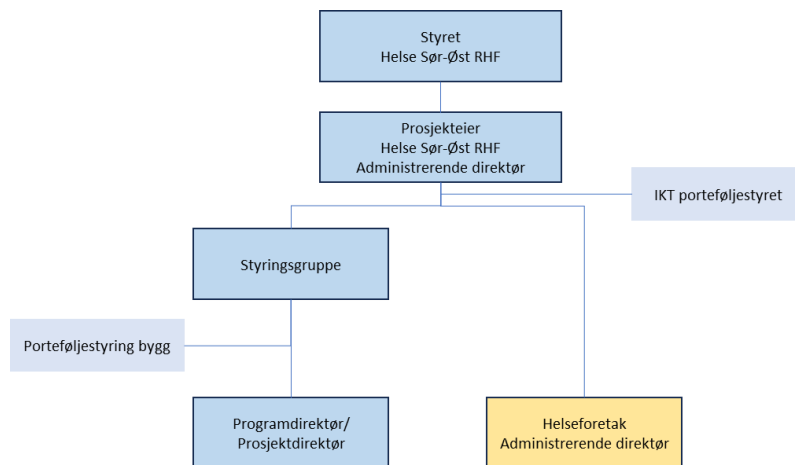 Styret
Helse Sør-Øst RHF
Prosjekteier
Helse Sør-Øst RHF
Administrerende direktør
IKT porteføljestyret
Styringsgruppe
Porteføljestyring bygg
Programdirektør/
Prosjektdirektør
Helseforetak
Administrerende direktør